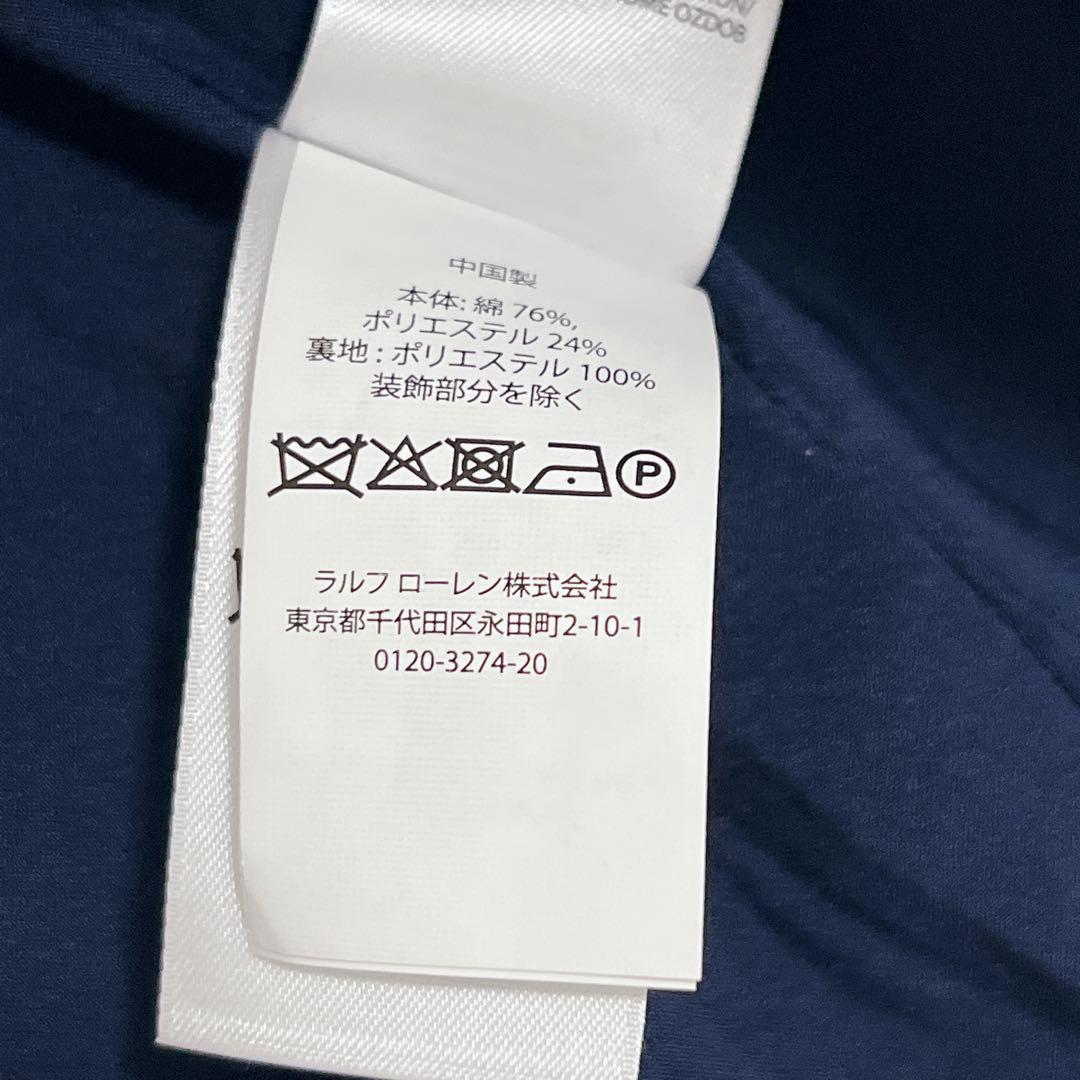 OZDOB
中国製
本体: 綿 76%,
ポリエステル 24%
裏地 : ポリエステル 100%
装飾部分を除く
P
ラルフ ローレン株式会社
東京都千代田区永田町2-10-1
0120-3274-20